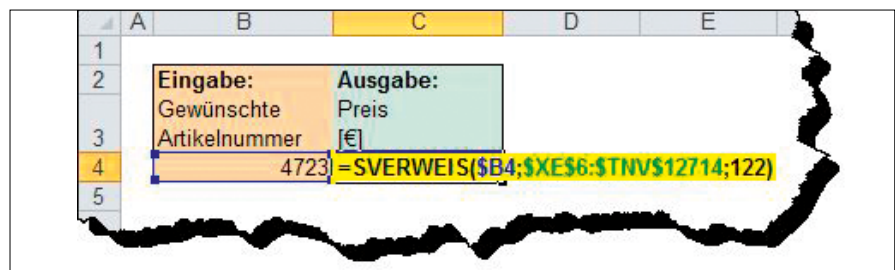 A B C D E
1
2 Eingabe: Ausgabe:
Gewünschte Preis
3 Artikelnummer [€]
4 4723 =SVERWEIS($B4;$XE$6:$TNV$12714;122)
5